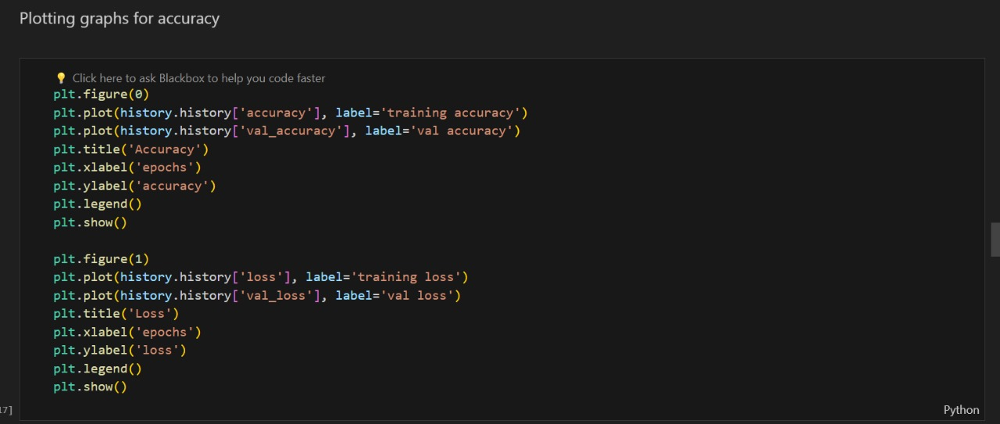 Plotting graphs for accuracy
Click here to ask Blackbox to help you code faster
plt.figure(0)
plt.plot(history.history['accuracy'], label='training accuracy')
plt.plot(history.history['val_accuracy'], label='val accuracy')
plt.title('Accuracy')
plt.xlabel('epochs')
plt.ylabel('accuracy')
plt.legend()
plt.show()
plt.figure(1)
plt.plot(history.history['loss'], label='training loss')
plt.plot(history.history['val_loss'], label='val loss')
plt.title('Loss')
plt.xlabel('epochs')
plt.ylabel('loss')
plt.legend()
plt.show()
17]
Python